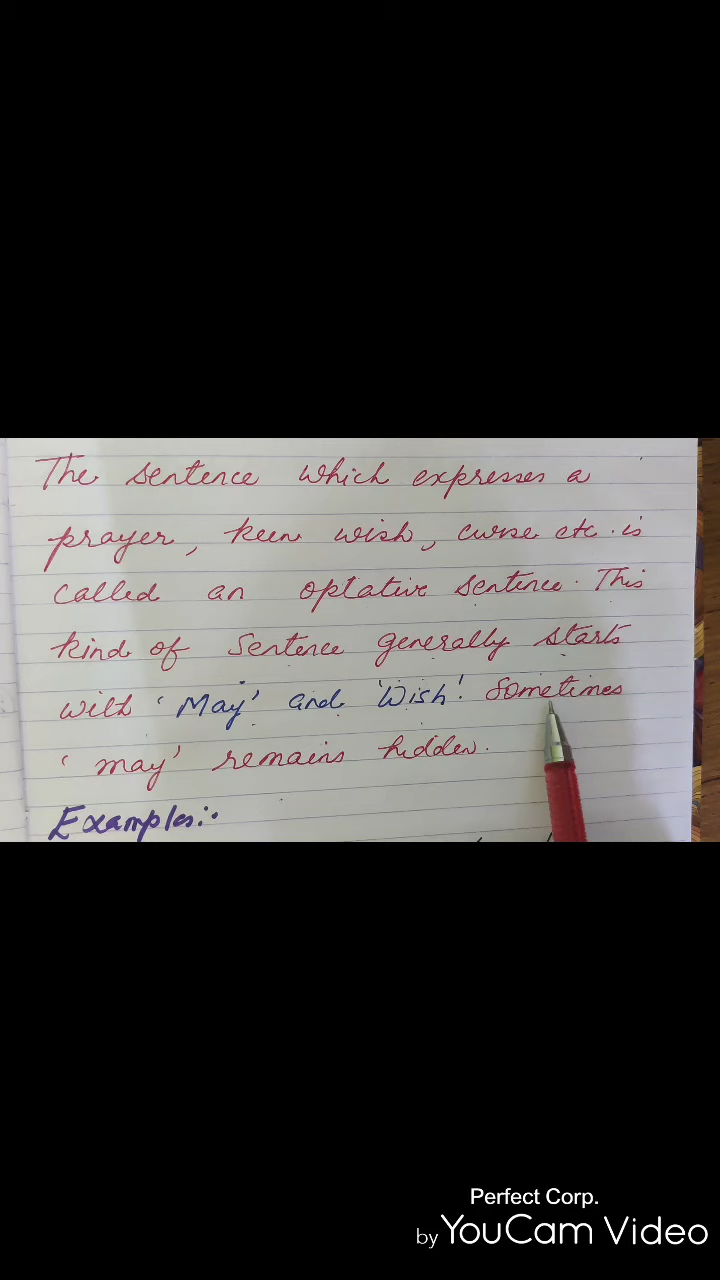 The sentence which expresses a
prayer, keen wish, curse etc. is
called an optative sentence. This
kind of Sentence generally starts
with 'May' and 'Wish'. Sometimes
'may' remains hidden.
Examples:-
Perfect Corp.
by YouCam Video